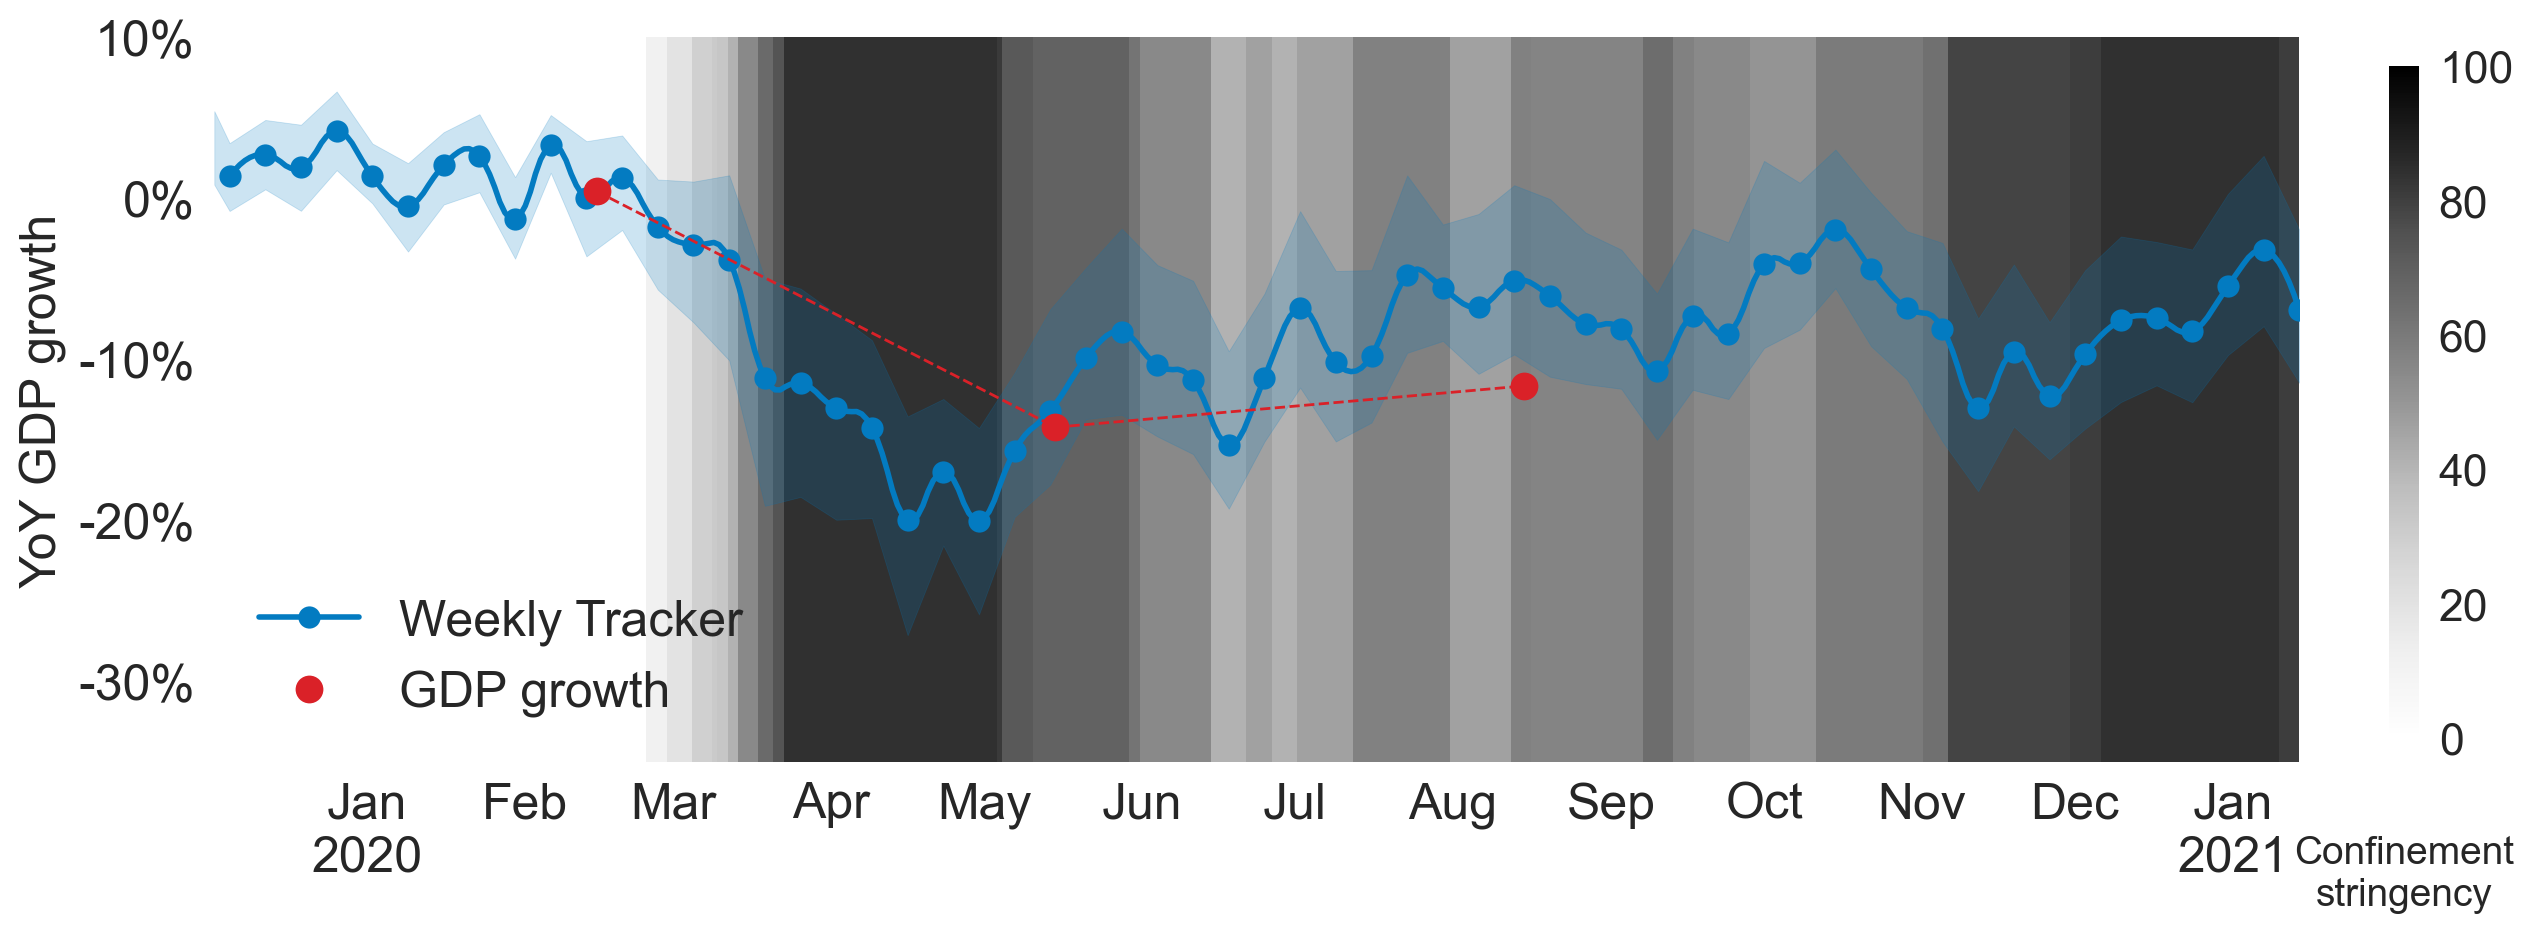 YoY GDP growth
10%
0%
-10%
-20%
-30%
Weekly Tracker
GDP growth
Jan
2020
Feb
Mar
Apr
May
Jun
Jul
Aug
Sep
Oct
Nov
Dec
Jan
2021
100
80
60
40
20
0
Confinement
stringency